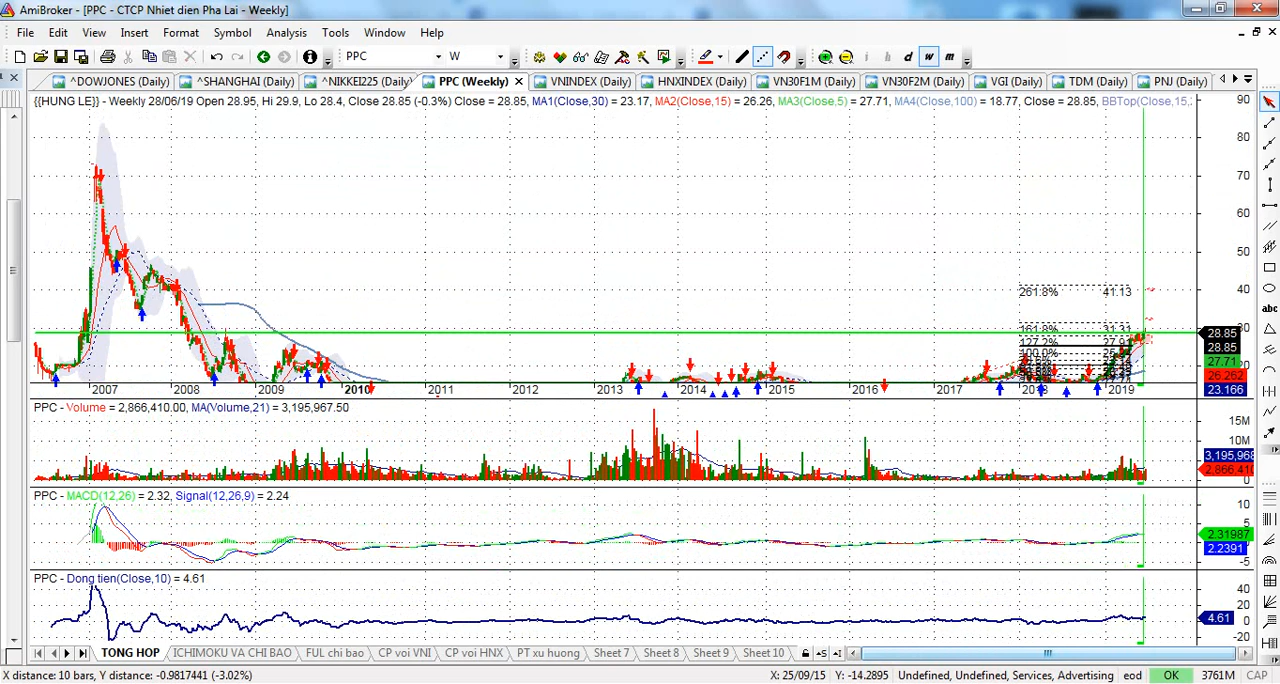 AmiBroker - [PPC - CTCP Nhiet dien Pha Lai - Weekly]
File Edit View Insert Format Symbol Analysis Tools Window Help
PPC W i h d w m
^DOWJONES (Daily) ^SHANGHAI (Daily) ^NIKKEI225 (Daily) PPC (Weekly) VNINDEX (Daily) HNXINDEX (Daily) VN30F1M (Daily) VN30F2M (Daily) VGI (Daily) TDM (Daily) PNJ (Daily)
{{HUNG LE}} - Weekly 28/06/19 Open 28.95, Hi 29.9, Lo 28.4, Close 28.85 (-0.3%) Close = 28.85, MA1(Close,30) = 23.17, MA2(Close,15) = 26.26, MA3(Close,5) = 27.71, MA4(Close,100) = 18.77, Close = 28.85, BBTop(Close,15,
90
80
70
60
50
40
261.8% 41.13
161.8% 31.31
30
28.85
28.85
127.2%
27.71
100.0%
26.262
23.166
2007 2008 2009 2010 2011 2012 2013 2014 2015 2016 2017 2018 2019
abc
PPC - Volume = 2,866,410.00, MA(Volume,21) = 3,195,967.50
15M
10M
3,195,968
2,866,410
0
PPC - MACD(12,26) = 2.32, Signal(12,26,9) = 2.24
10
5
2.31987
2.2391
-5
PPC - Dong tien(Close,10) = 4.61
40
20
4.61
0
-20
TONG HOP ICHIMOKU VA CHI BAO FUL chi bao CP voi VNI CP voi HNX PT xu huong Sheet 7 Sheet 8 Sheet 9 Sheet 10
X distance: 10 bars, Y distance: -0.9817441 (-3.02%) X: 25/09/15 Y: -14.2895 Undefined, Undefined, Services, Advertising eod OK 3761M CAP